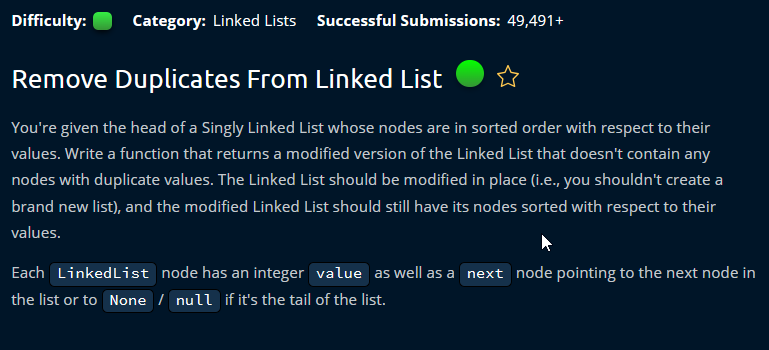 Difficulty: Category: Linked Lists Successful Submissions: 49,491+
Remove Duplicates From Linked List
You're given the head of a Singly Linked List whose nodes are in sorted order with respect to their
values. Write a function that returns a modified version of the Linked List that doesn't contain any
nodes with duplicate values. The Linked List should be modified in place (i.e., you shouldn't create a
brand new list), and the modified Linked List should still have its nodes sorted with respect to their
values.
Each LinkedList node has an integer value as well as a next node pointing to the next node in
the list or to None / null if it's the tail of the list.